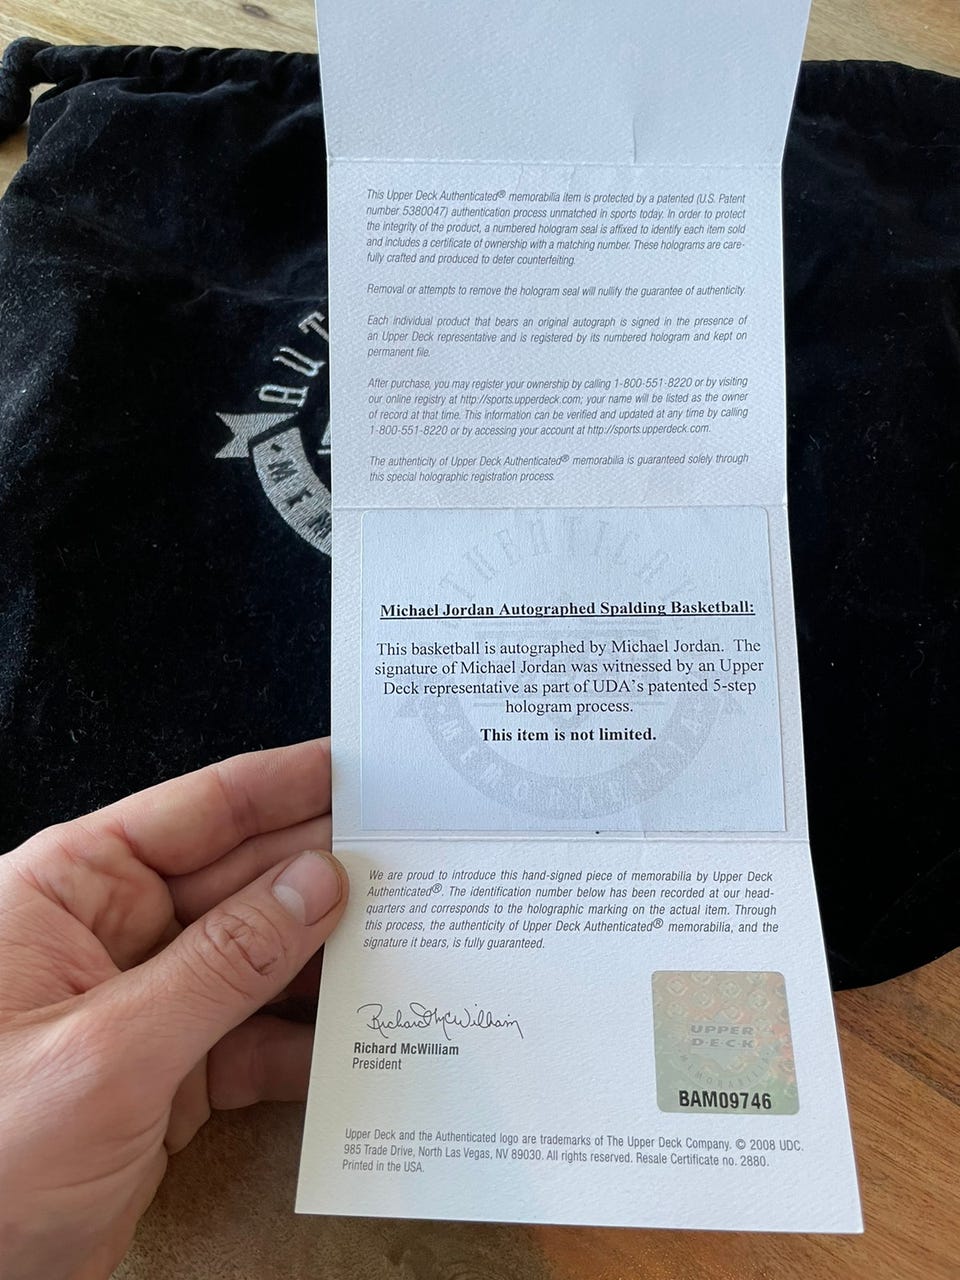 This Upper Deck Authenticated® memorabilia item is protected by a patented (U.S. Patent
number 5380047) authentication process unmatched in sports today. In order to protect
the integrity of the product, a numbered hologram seal is affixed to identify each item sold
and includes a certificate of ownership with a matching number. These holograms are care-
fully crafted and produced to deter counterfeiting.
Removal or attempts to remove the hologram seal will nullify the guarantee of authenticity.
Each individual product that bears an original autograph is signed in the presence of
an Upper Deck representative and is registered by its numbered hologram and kept on
permanent file.
After purchase, you may register your ownership by calling 1-800-551-8220 or by visiting
our online registry at http://sports.upperdeck.com; your name will be listed as the owner
of record at that time. This information can be verified and updated at any time by calling
1-800-551-8220 or by accessing your account at http://sports.upperdeck.com.
The authenticity of Upper Deck Authenticated® memorabilia is guaranteed solely through
this special holographic registration process.
AUT
MEM
AUTHENTICATED
Michael Jordan Autographed Spalding Basketball:
This basketball is autographed by Michael Jordan. The
signature of Michael Jordan was witnessed by an Upper
Deck representative as part of UDA's patented 5-step
hologram process.
This item is not limited.
MEMORABILIA
We are proud to introduce this hand-signed piece of memorabilia by Upper Deck
Authenticated®. The identification number below has been recorded at our head-
quarters and corresponds to the holographic marking on the actual item. Through
this process, the authenticity of Upper Deck Authenticated® memorabilia, and the
signature it bears, is fully guaranteed.
Richard McWilliam
Richard McWilliam
President
UPPER
D·E·C·K
MEMORABILIA
BAM09746
Upper Deck and the Authenticated logo are trademarks of The Upper Deck Company. © 2008 UDC.
985 Trade Drive, North Las Vegas, NV 89030. All rights reserved. Resale Certificate no. 2880.
Printed in the USA.